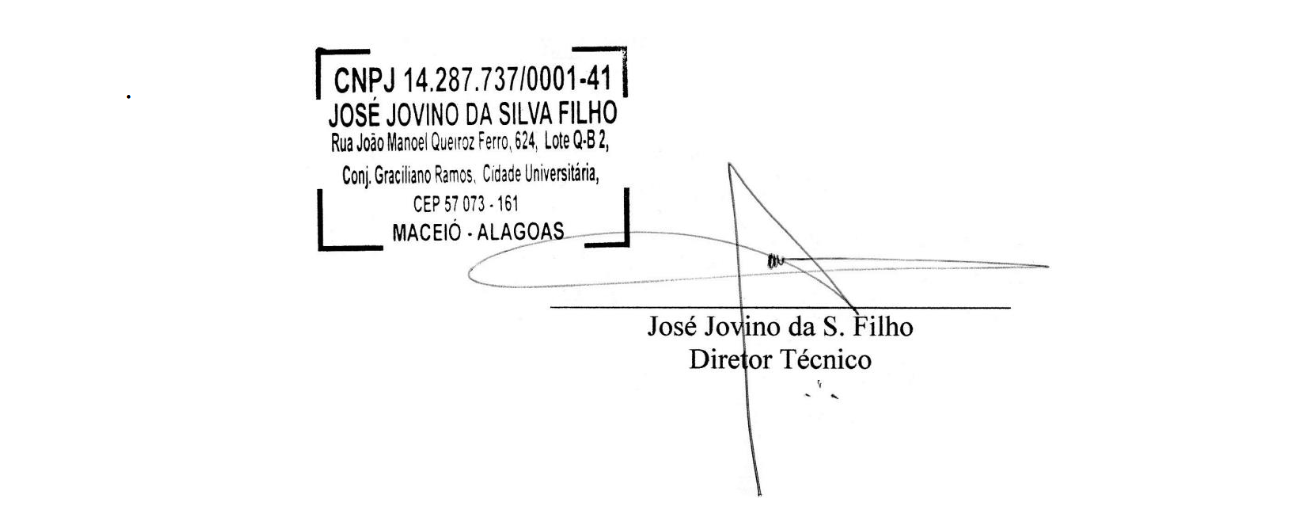 CNPJ 14.287.737/0001-41
JOSÉ JOVINO DA SILVA FILHO
Rua João Manoel Queiroz Ferro, 624, Lote Q-B 2,
Conj. Graciliano Ramos, Cidade Universitária,
CEP 57 073 - 161
MACEIÓ - ALAGOAS
José Jovino da S. Filho
Diretor Técnico